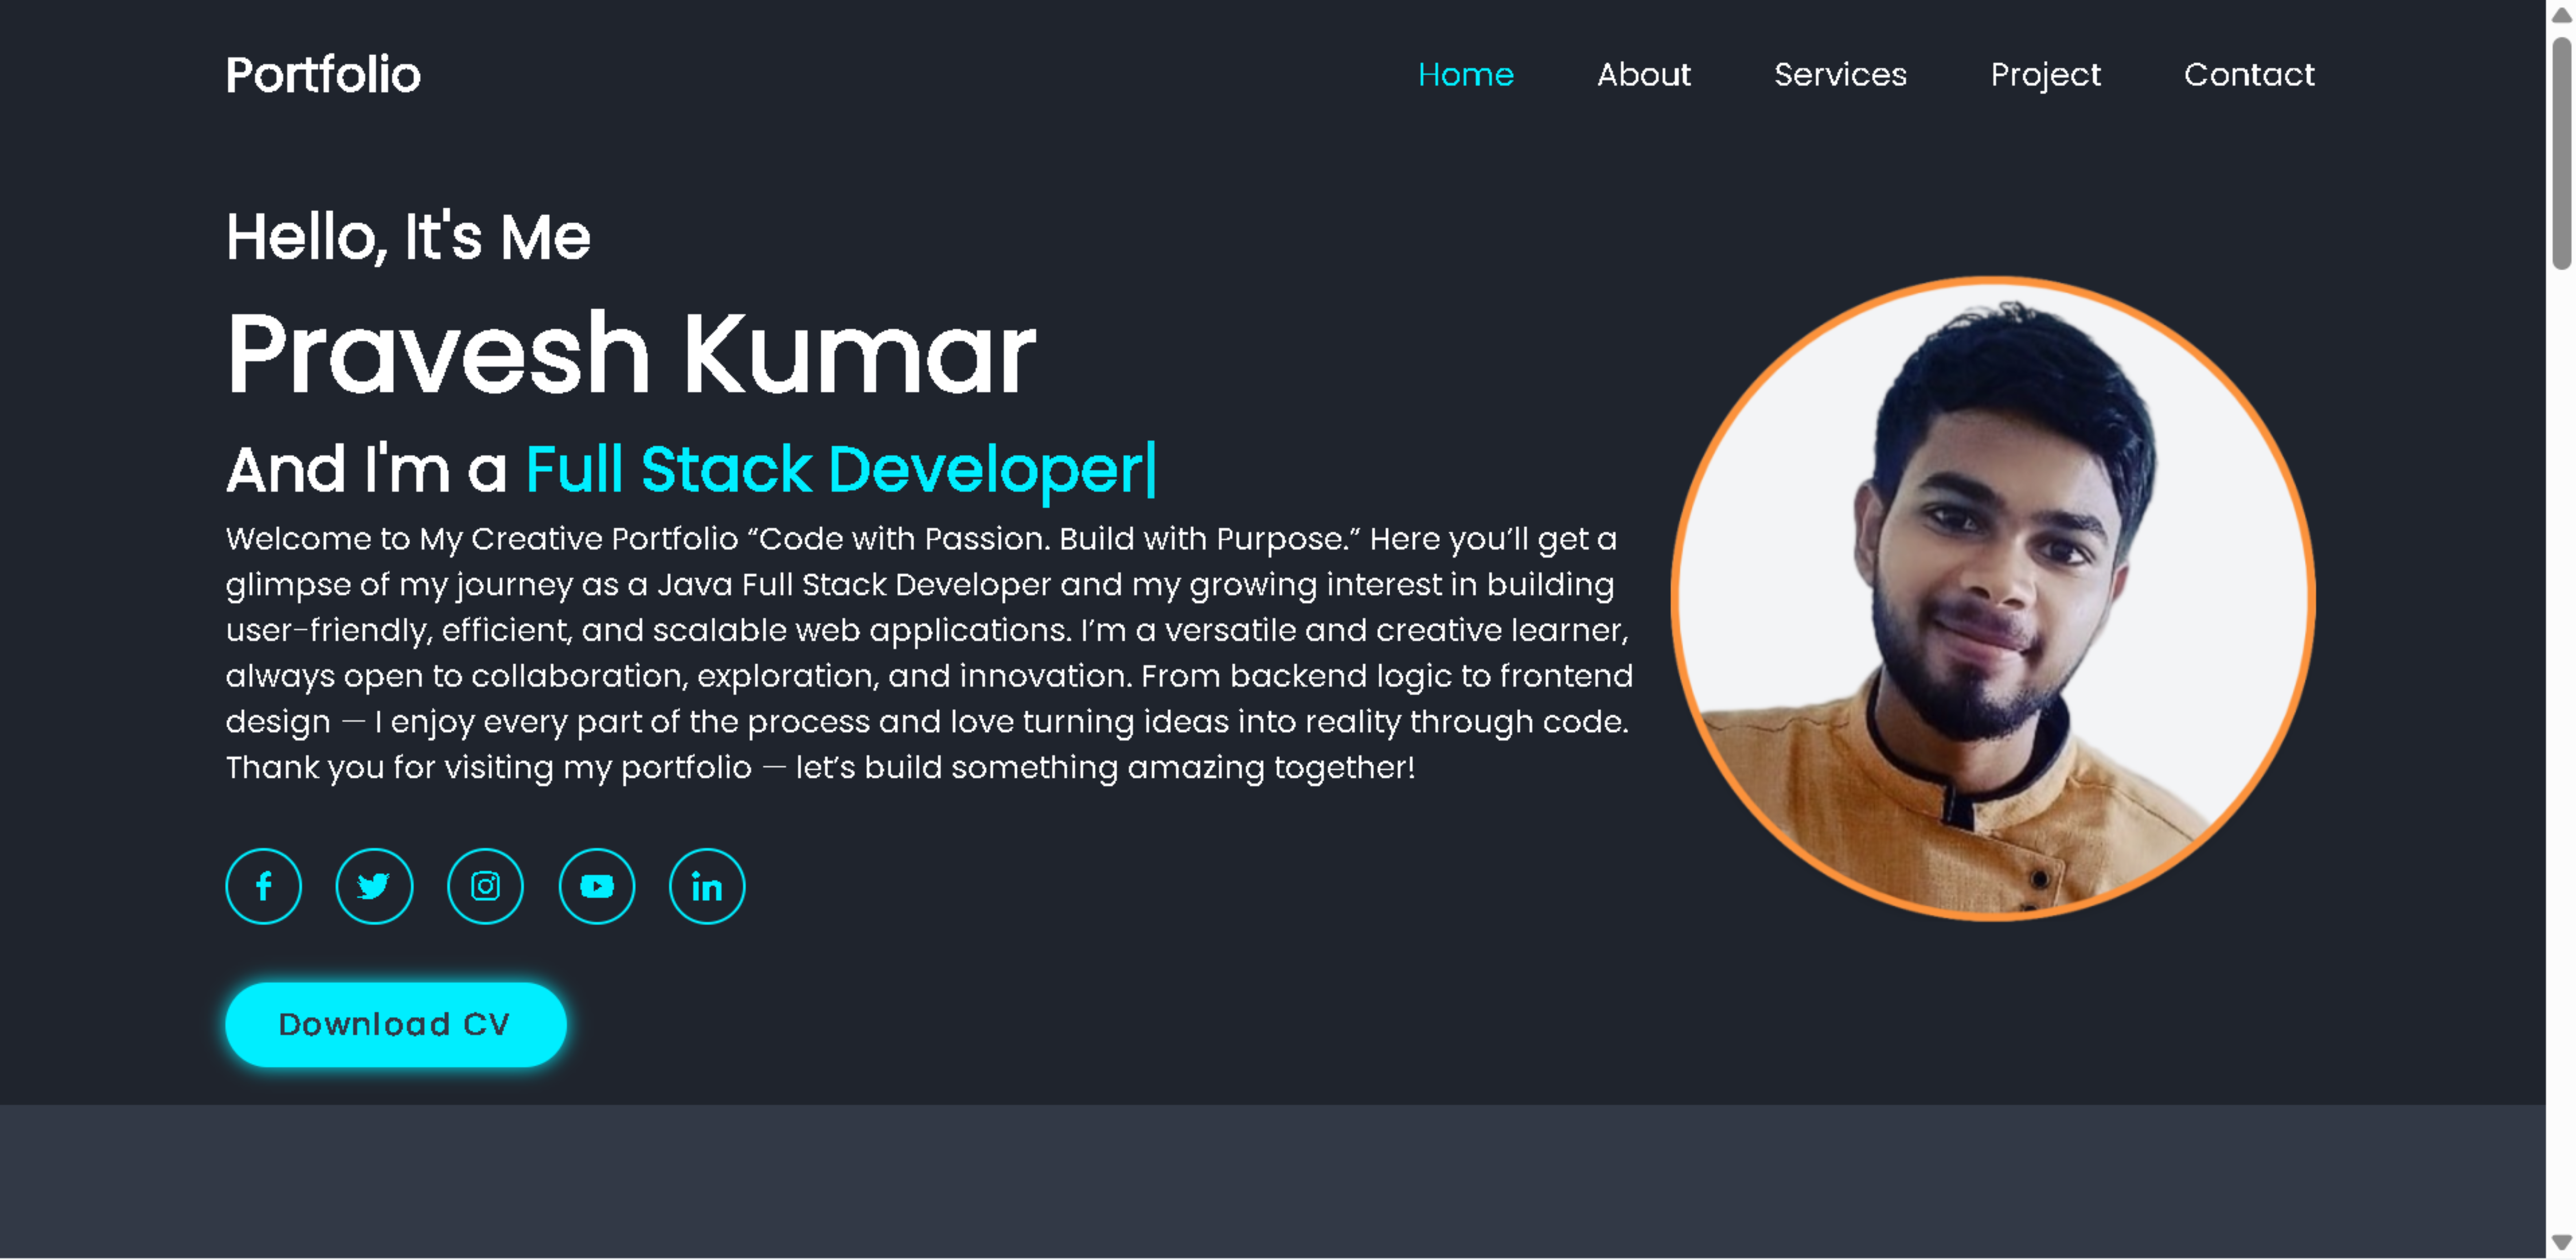 Portfolio
Home
About
Services
Project
Contact
Hello, It's Me
Pravesh Kumar
And I'm a Full Stack Developer|
Welcome to My Creative Portfolio “Code with Passion. Build with Purpose.” Here you’ll get a
glimpse of my journey as a Java Full Stack Developer and my growing interest in building
user-friendly, efficient, and scalable web applications. I’m a versatile and creative learner,
always open to collaboration, exploration, and innovation. From backend logic to frontend
design — I enjoy every part of the process and love turning ideas into reality through code.
Thank you for visiting my portfolio — let’s build something amazing together!
Download CV